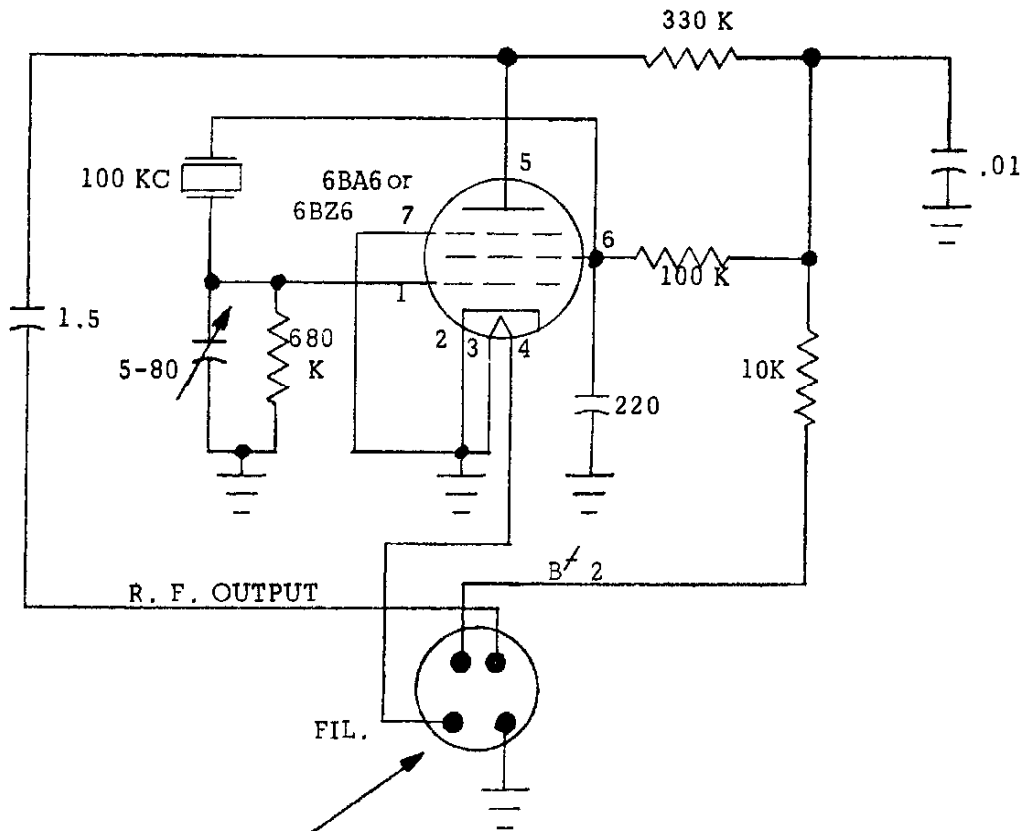 330 K
100 KC
6BA6 or
6BZ6
5
.01
7
6
100 K
1
1.5
2
3
4
680
K
5-80
10K
220
B+ 2
R. F. OUTPUT
FIL.